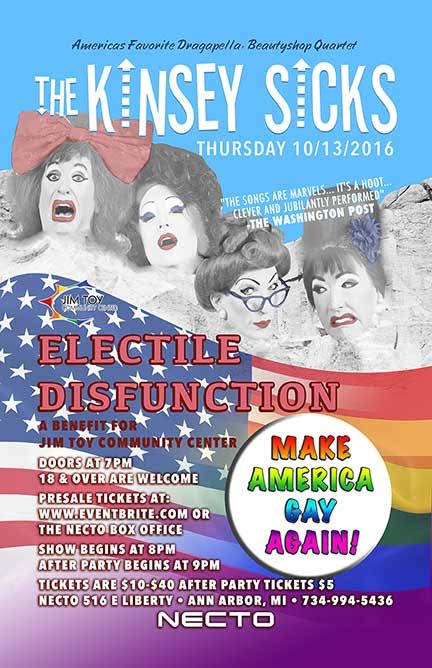 Americas Favorite Dragapella Beautyshop Quartet
THE KINSEY SICKS
THURSDAY 10/13/2016
"THE SONGS ARE MARVELS... IT'S A HOOT...
CLEVER AND JUBILANTLY PERFORMED"
-THE WASHINGTON POST
JIM TOY
COMMUNITY CENTER
ELECTILE
DISFUNCTION
A BENEFIT FOR
JIM TOY COMMUNITY CENTER
DOORS AT 7PM
18 & OVER ARE WELCOME
PRESALE TICKETS AT:
WWW.EVENTBRITE.COM OR
THE NECTO BOX OFFICE
SHOW BEGINS AT 8PM
AFTER PARTY BEGINS AT 9PM
TICKETS ARE $10-$40 AFTER PARTY TICKETS $5
NECTO 516 E LIBERTY • ANN ARBOR, MI • 734-994-5436
NECTO
MAKE
AMERICA
GAY
AGAIN!